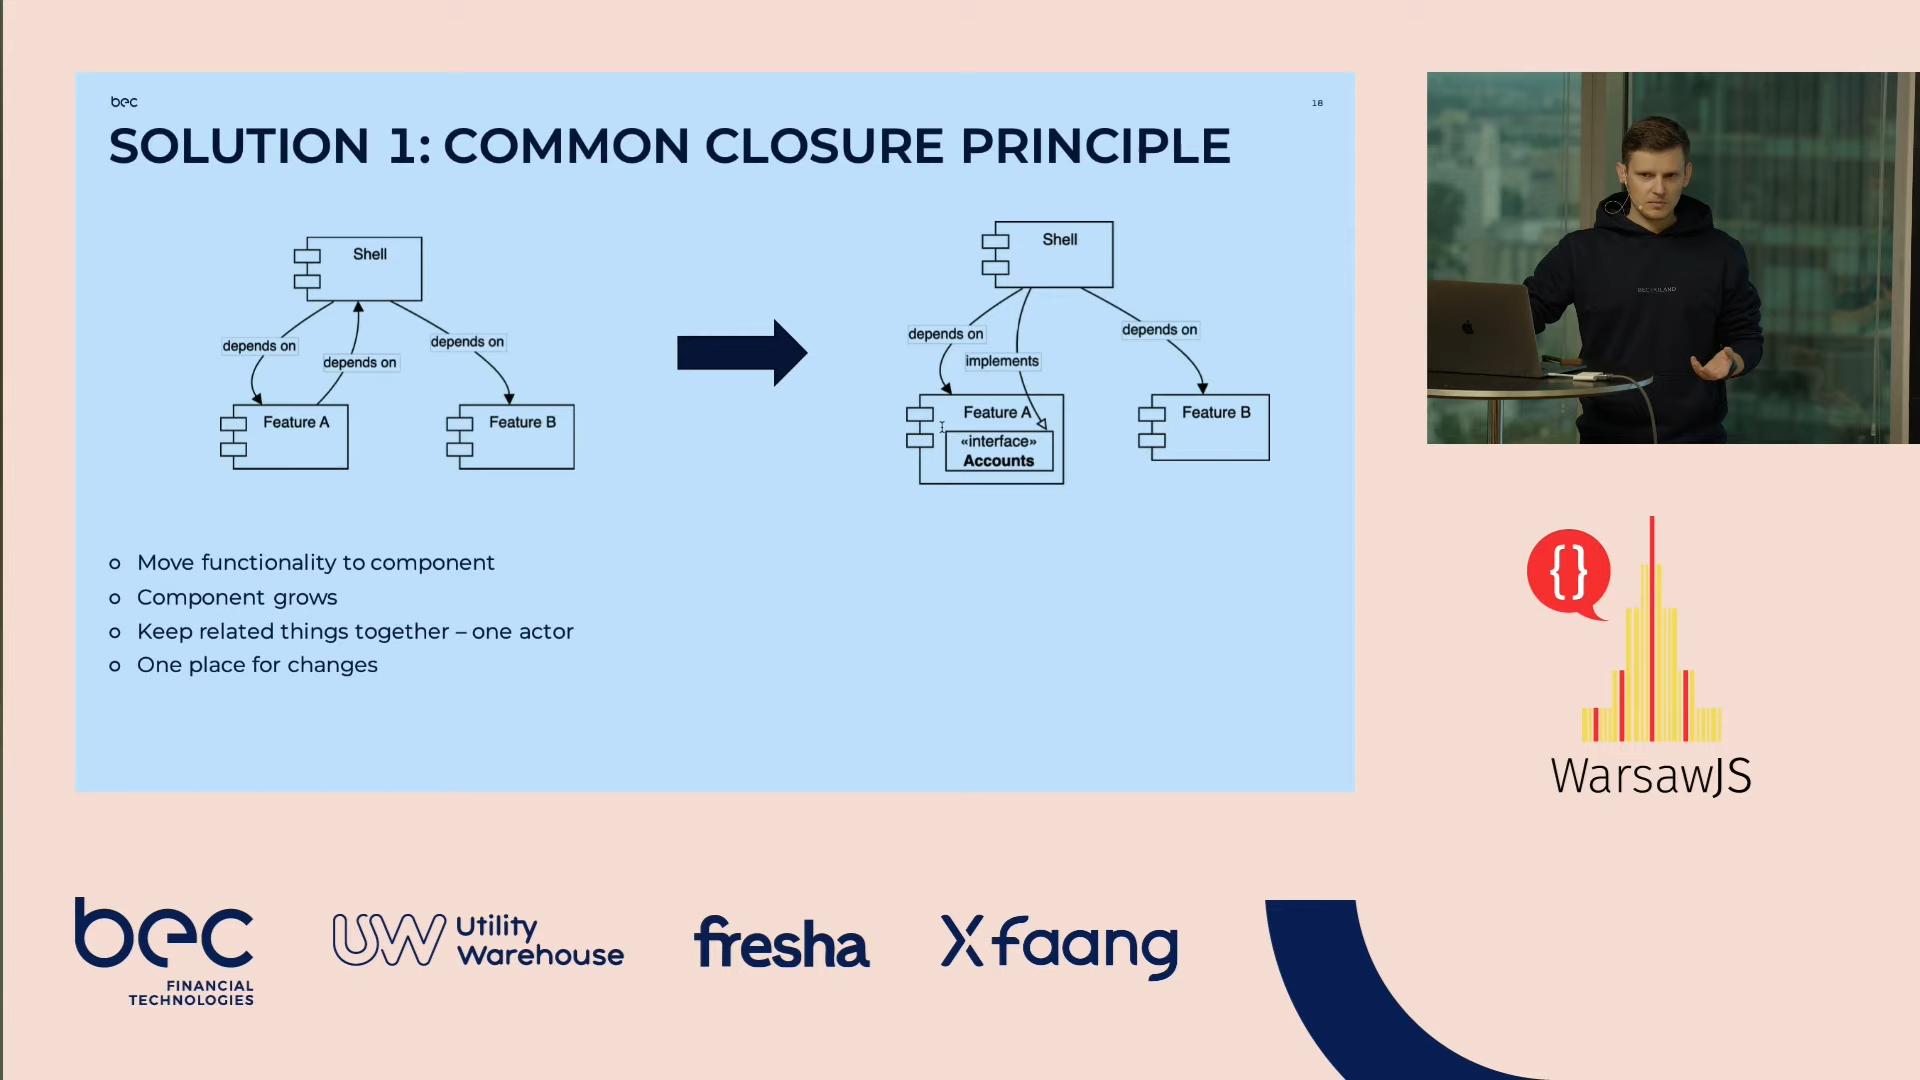 bec
18
SOLUTION 1: COMMON CLOSURE PRINCIPLE
Shell
depends on
depends on
depends on
Feature A
Feature B
Shell
depends on
implements
depends on
Feature A
«interface»
Accounts
Feature B
Move functionality to component
Component grows
Keep related things together – one actor
One place for changes
{}
WarsawJS
bec
FINANCIAL
TECHNOLOGIES
UW
Utility
Warehouse
fresha
Xfaang